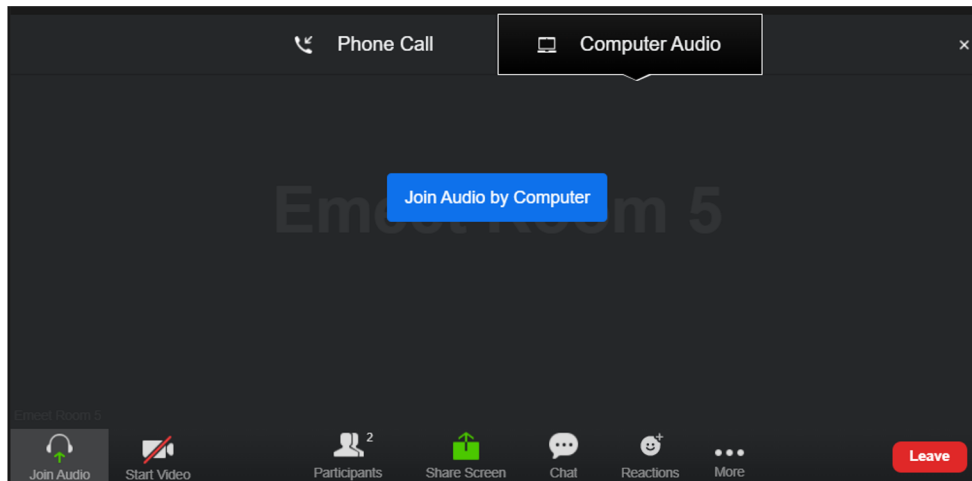 Phone Call
Computer Audio
Join Audio by Computer
Emeet Room 5
Emeet Room 5
Join Audio
Start Video
Participants
2
Share Screen
Chat
Reactions
More
Leave